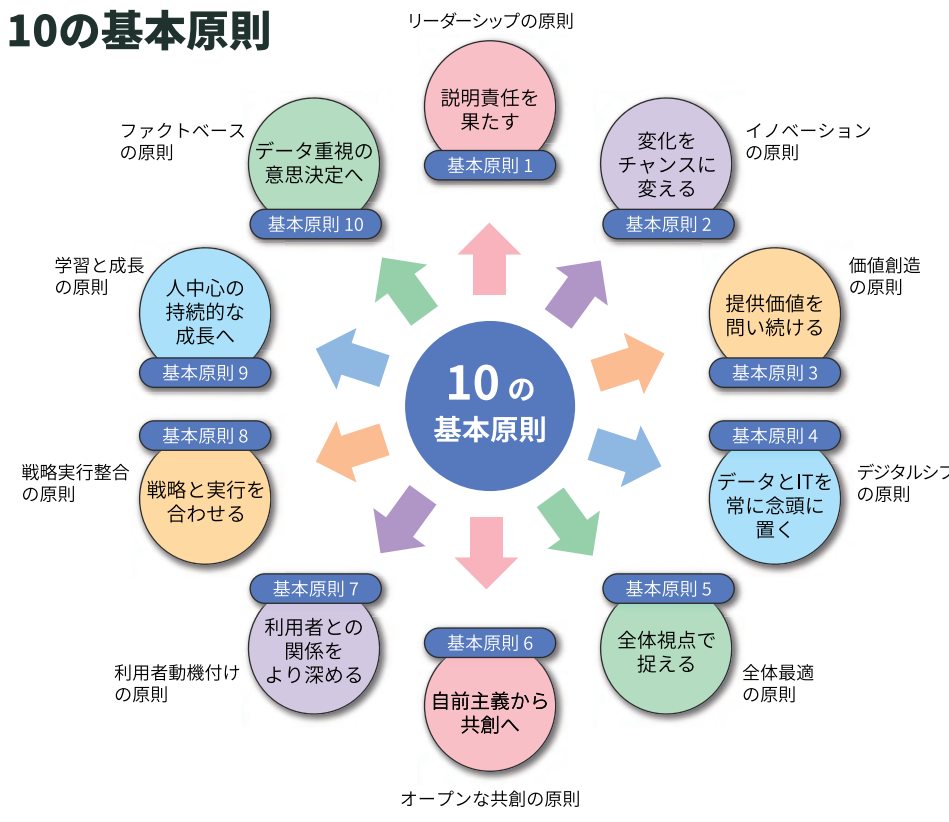 10の基本原則
リーダーシップの原則
説明責任を
果たす
基本原則 1
イノベーション
の原則
変化を
チャンスに
変える
基本原則 2
価値創造
の原則
提供価値を
問い続ける
基本原則 3
基本原則 4
データとITを
常に念頭に
置く
デジタルシフ
の原則
基本原則 5
全体視点で
捉える
全体最適
の原則
基本原則 6
自前主義から
共創へ
オープンな共創の原則
基本原則 7
利用者との
関係を
より深める
利用者動機付け
の原則
基本原則 8
戦略と実行を
合わせる
戦略実行整合
の原則
学習と成長
の原則
人中心の
持続的な
成長へ
基本原則 9
ファクトベース
の原則
データ重視の
意思決定へ
基本原則 10
10 の
基本原則